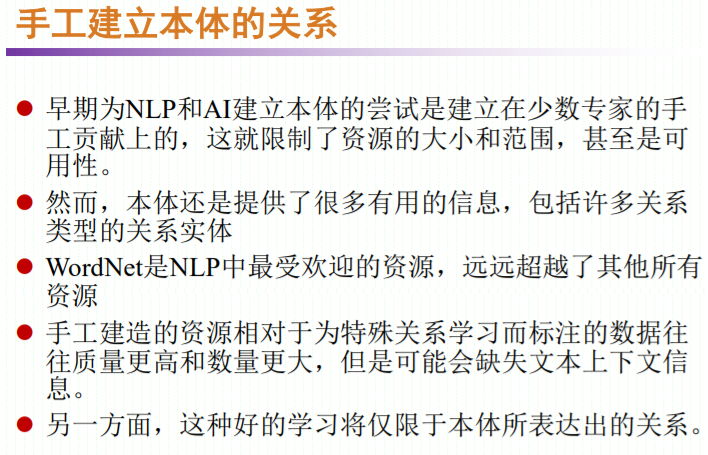 手工建立本体的关系
早期为NLP和AI建立本体的尝试是建立在少数专家的手
工贡献上的，这就限制了资源的大小和范围，甚至是可
用性。
然而，本体还是提供了很多有用的信息，包括许多关系
类型的关系实体
WordNet是NLP中最受欢迎的资源，远远超越了其他所有
资源
手工建造的资源相对于为特殊关系学习而标注的数据往
往质量更高和数量更大，但是可能会缺失文本上下文信
息。
另一方面，这种好的学习将仅限于本体所表达出的关系。